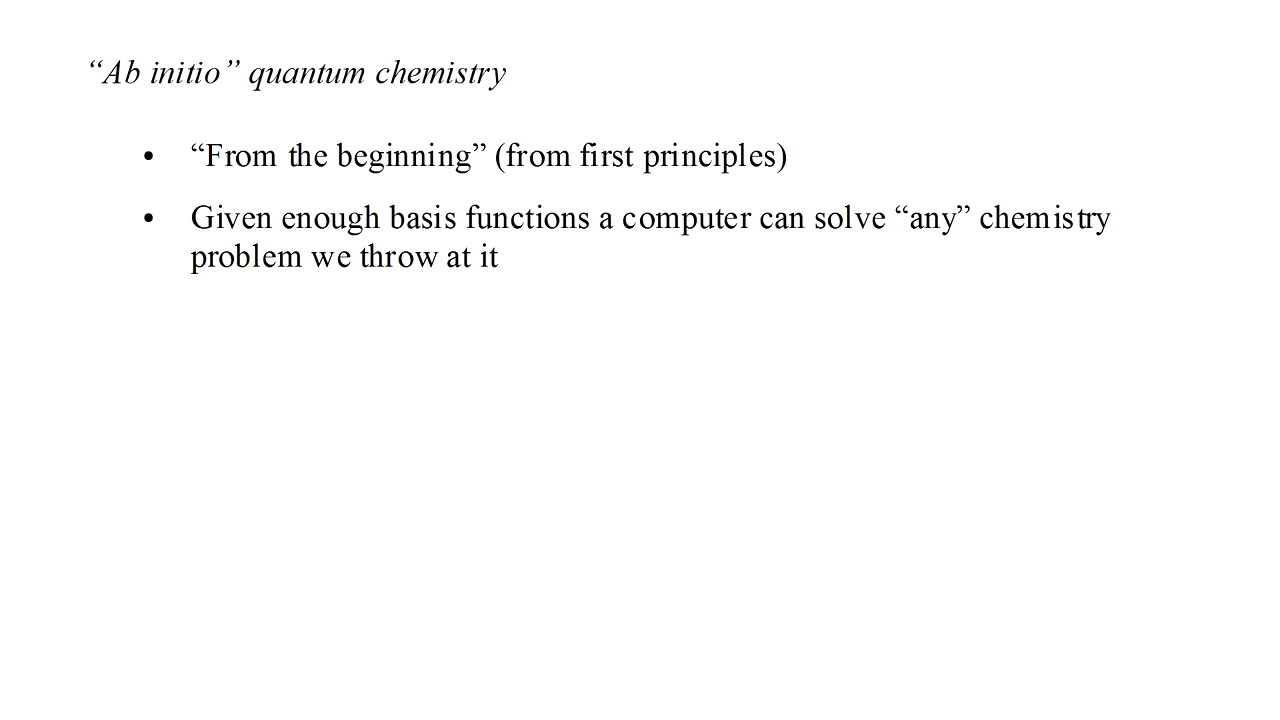 “Ab initio” quantum chemistry
• “From the beginning” (from first principles)
• Given enough basis functions a computer can solve “any” chemistry
problem we throw at it